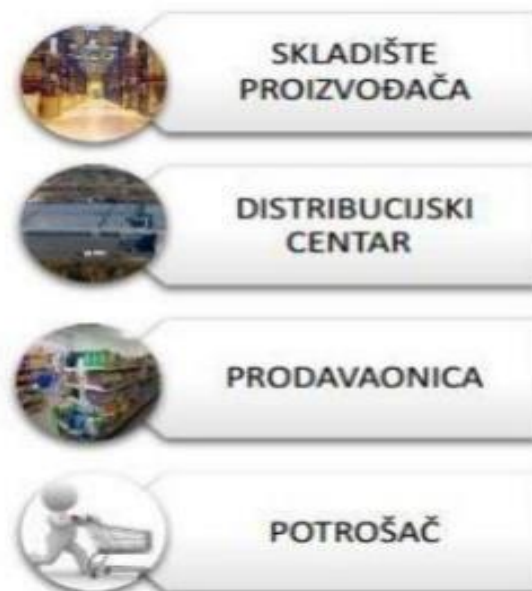 SKLADIŠTE
PROIZVOĐAČA
DISTRIBUCIJSKI
CENTAR
PRODAVAONICA
POTROŠAČ